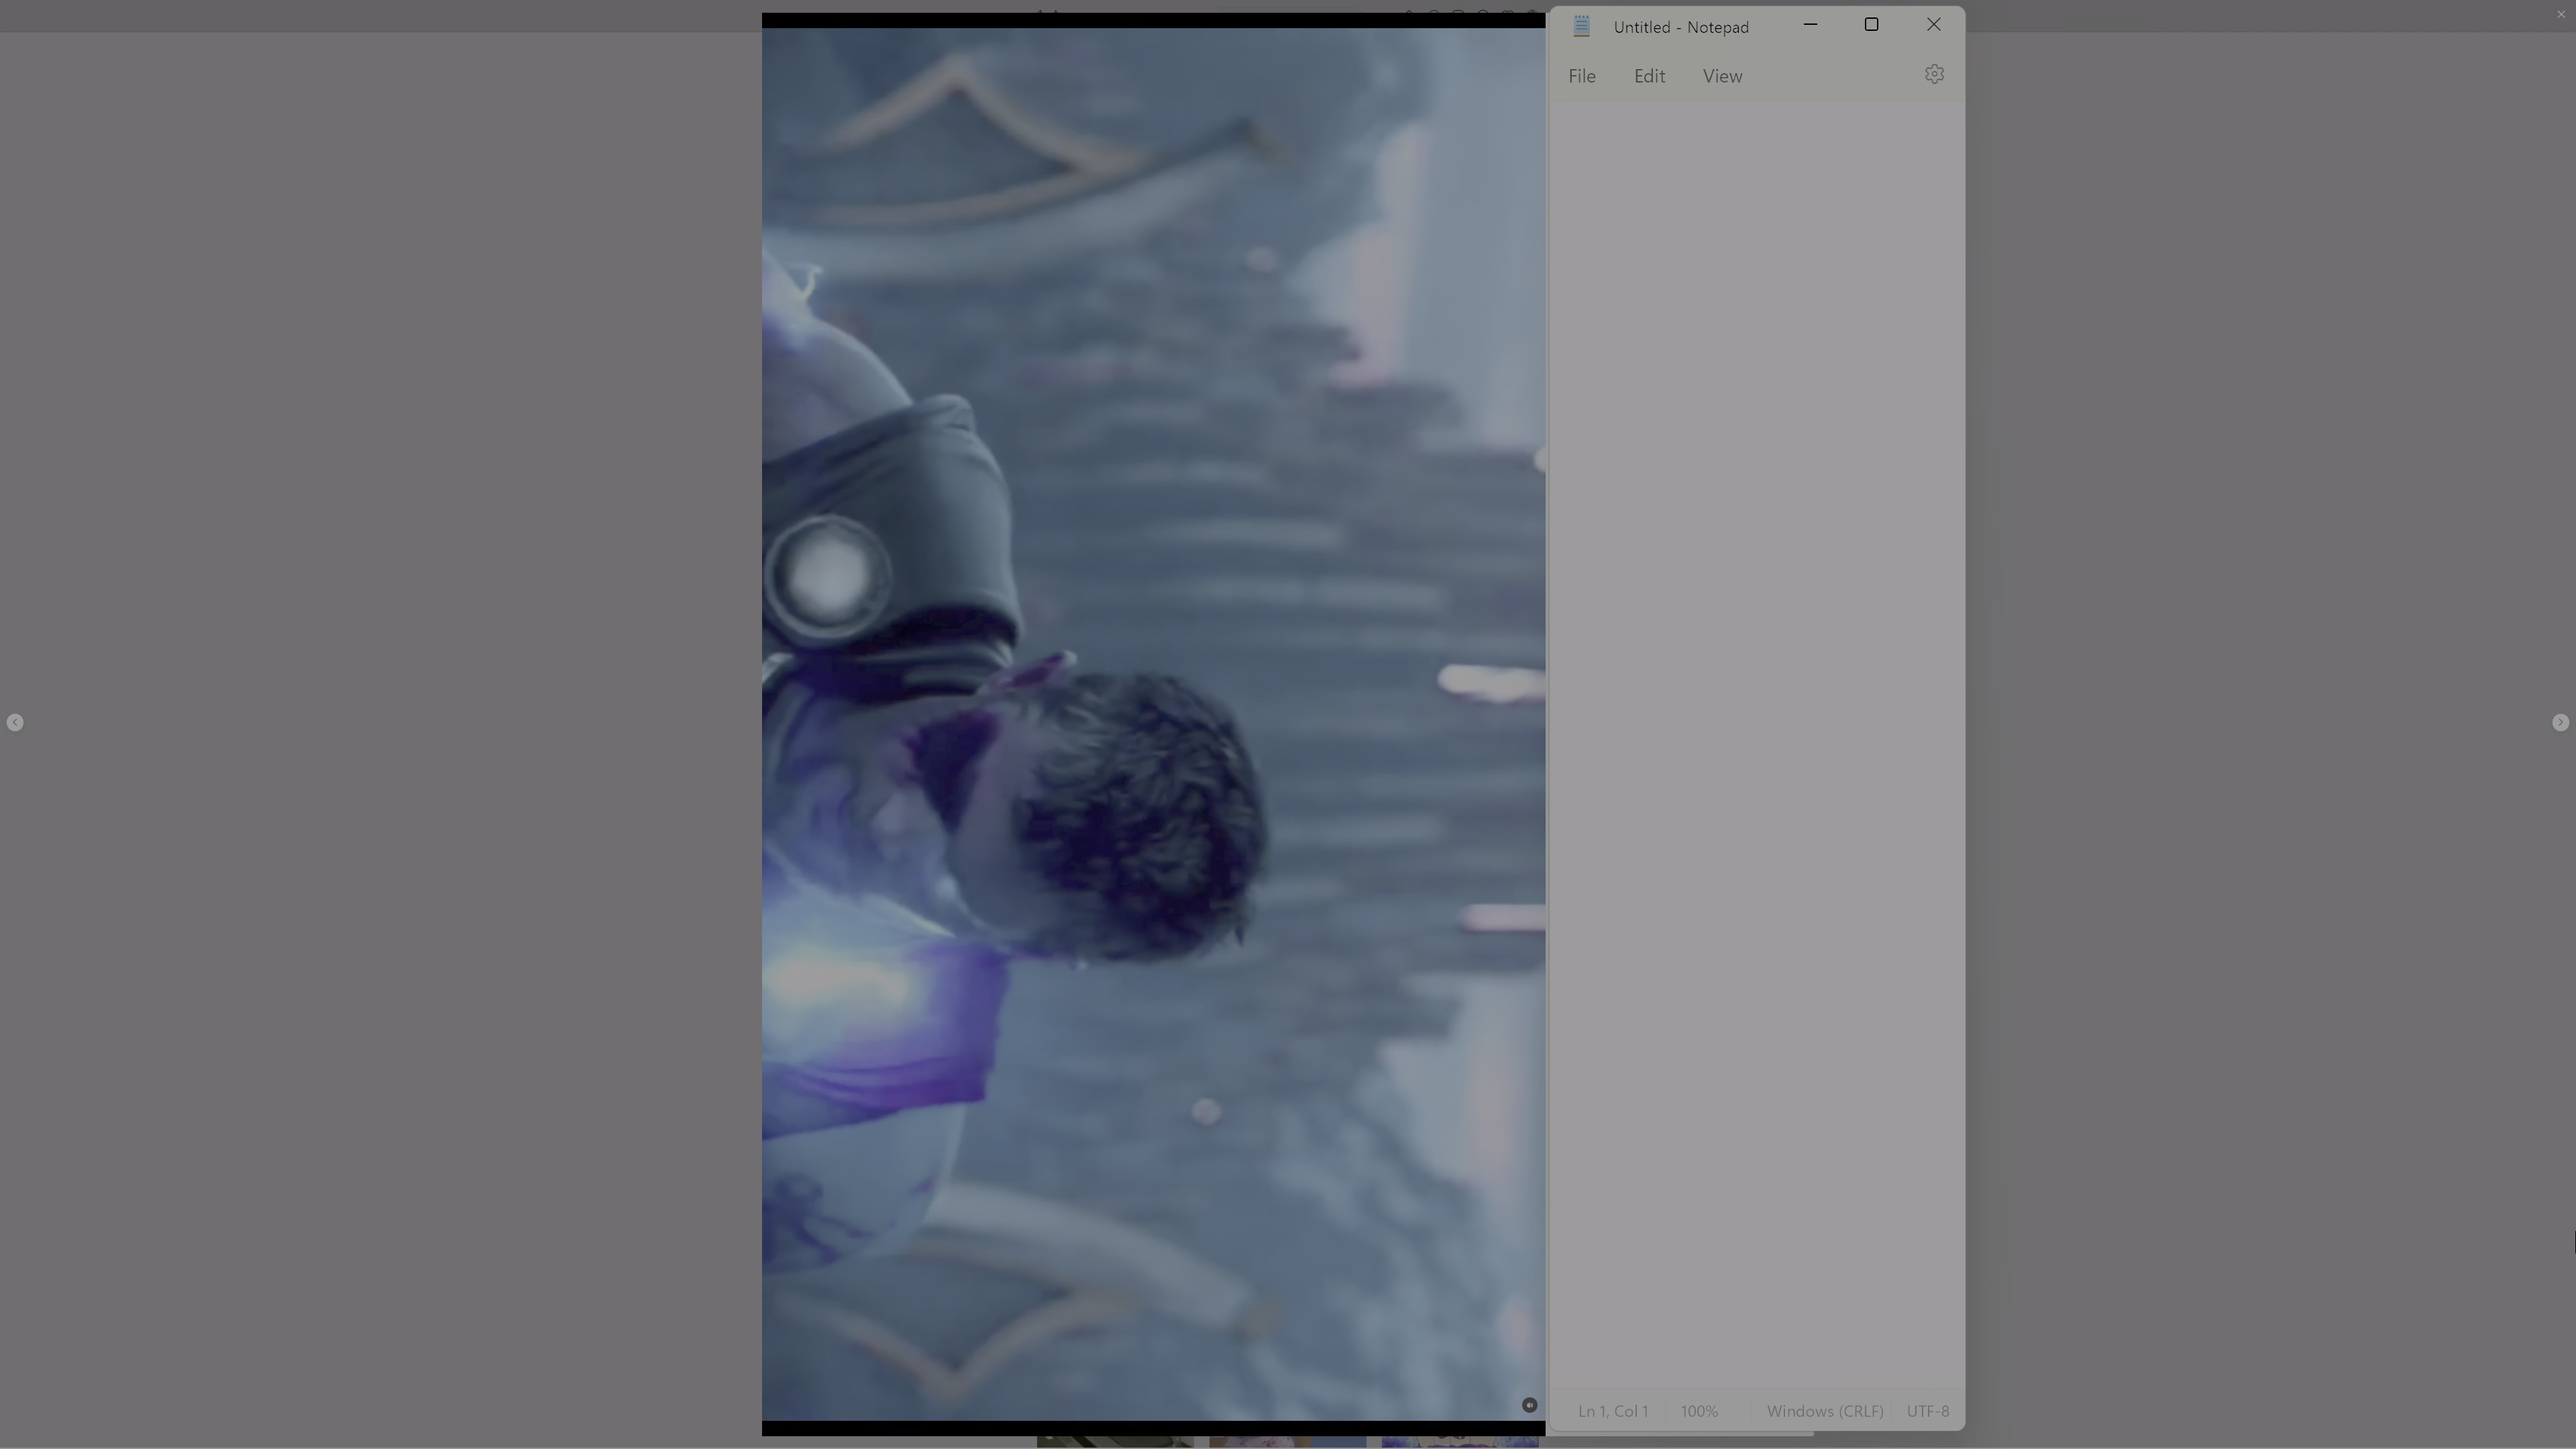 Untitled - Notepad
File Edit View
Ln 1, Col 1 100% Windows (CRLF) UTF-8